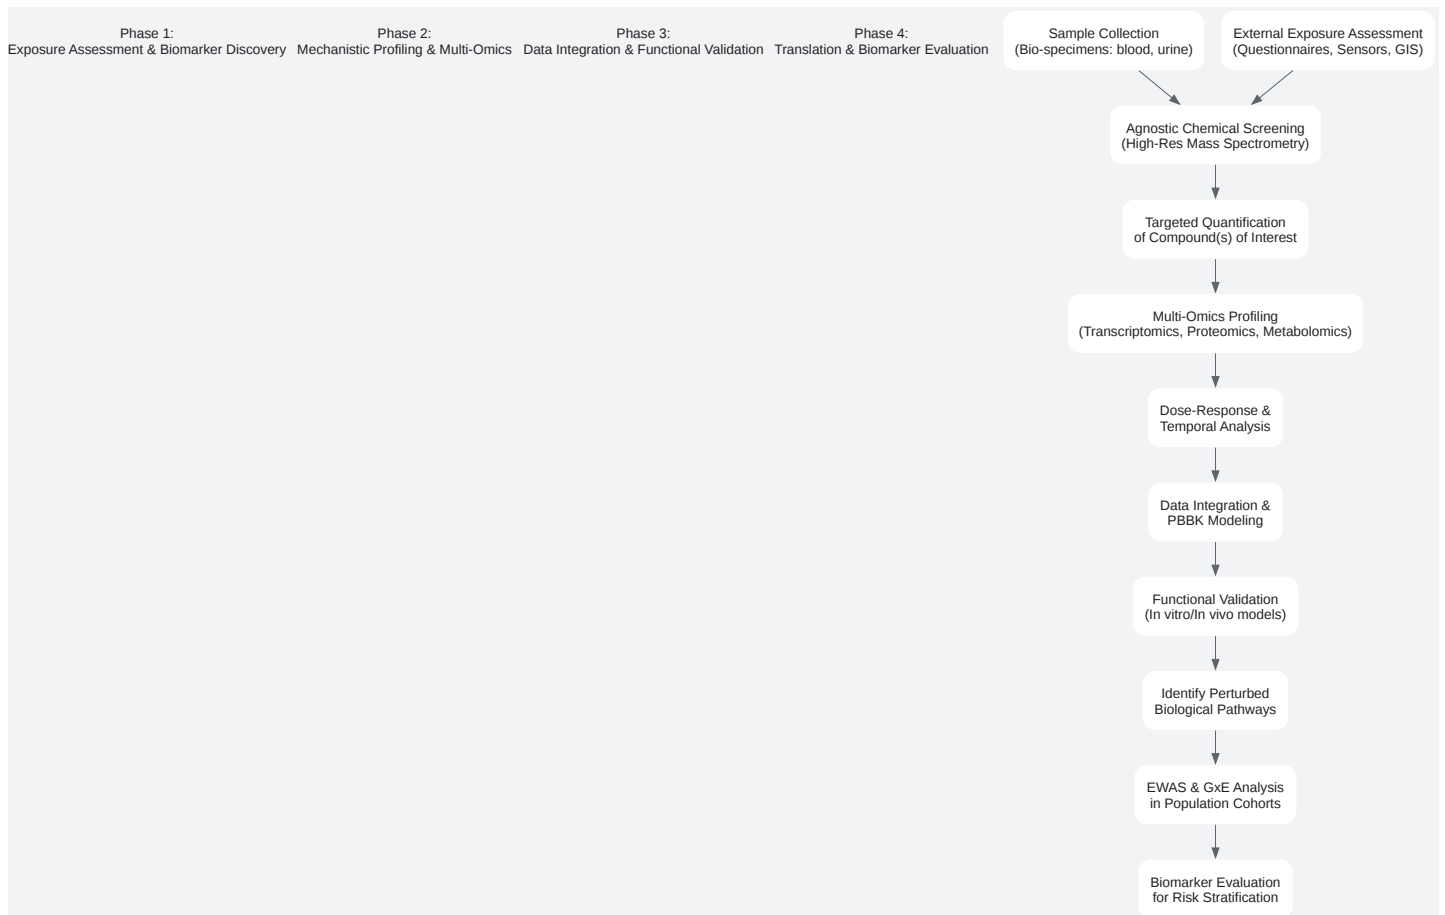 Phase 1:
Exposure Assessment & Biomarker Discovery
Phase 2:
Mechanistic Profiling & Multi-Omics
Phase 3:
Data Integration & Functional Validation
Phase 4:
Translation & Biomarker Evaluation
Sample Collection
(Bio-specimens: blood, urine)
External Exposure Assessment
(Questionnaires, Sensors, GIS)
Agnostic Chemical Screening
(High-Res Mass Spectrometry)
Targeted Quantification
of Compound(s) of Interest
Multi-Omics Profiling
(Transcriptomics, Proteomics, Metabolomics)
Dose-Response &
Temporal Analysis
Data Integration &
PBBK Modeling
Functional Validation
(In vitro/In vivo models)
Identify Perturbed
Biological Pathways
EWAS & GxE Analysis
in Population Cohorts
Biomarker Evaluation
for Risk Stratification